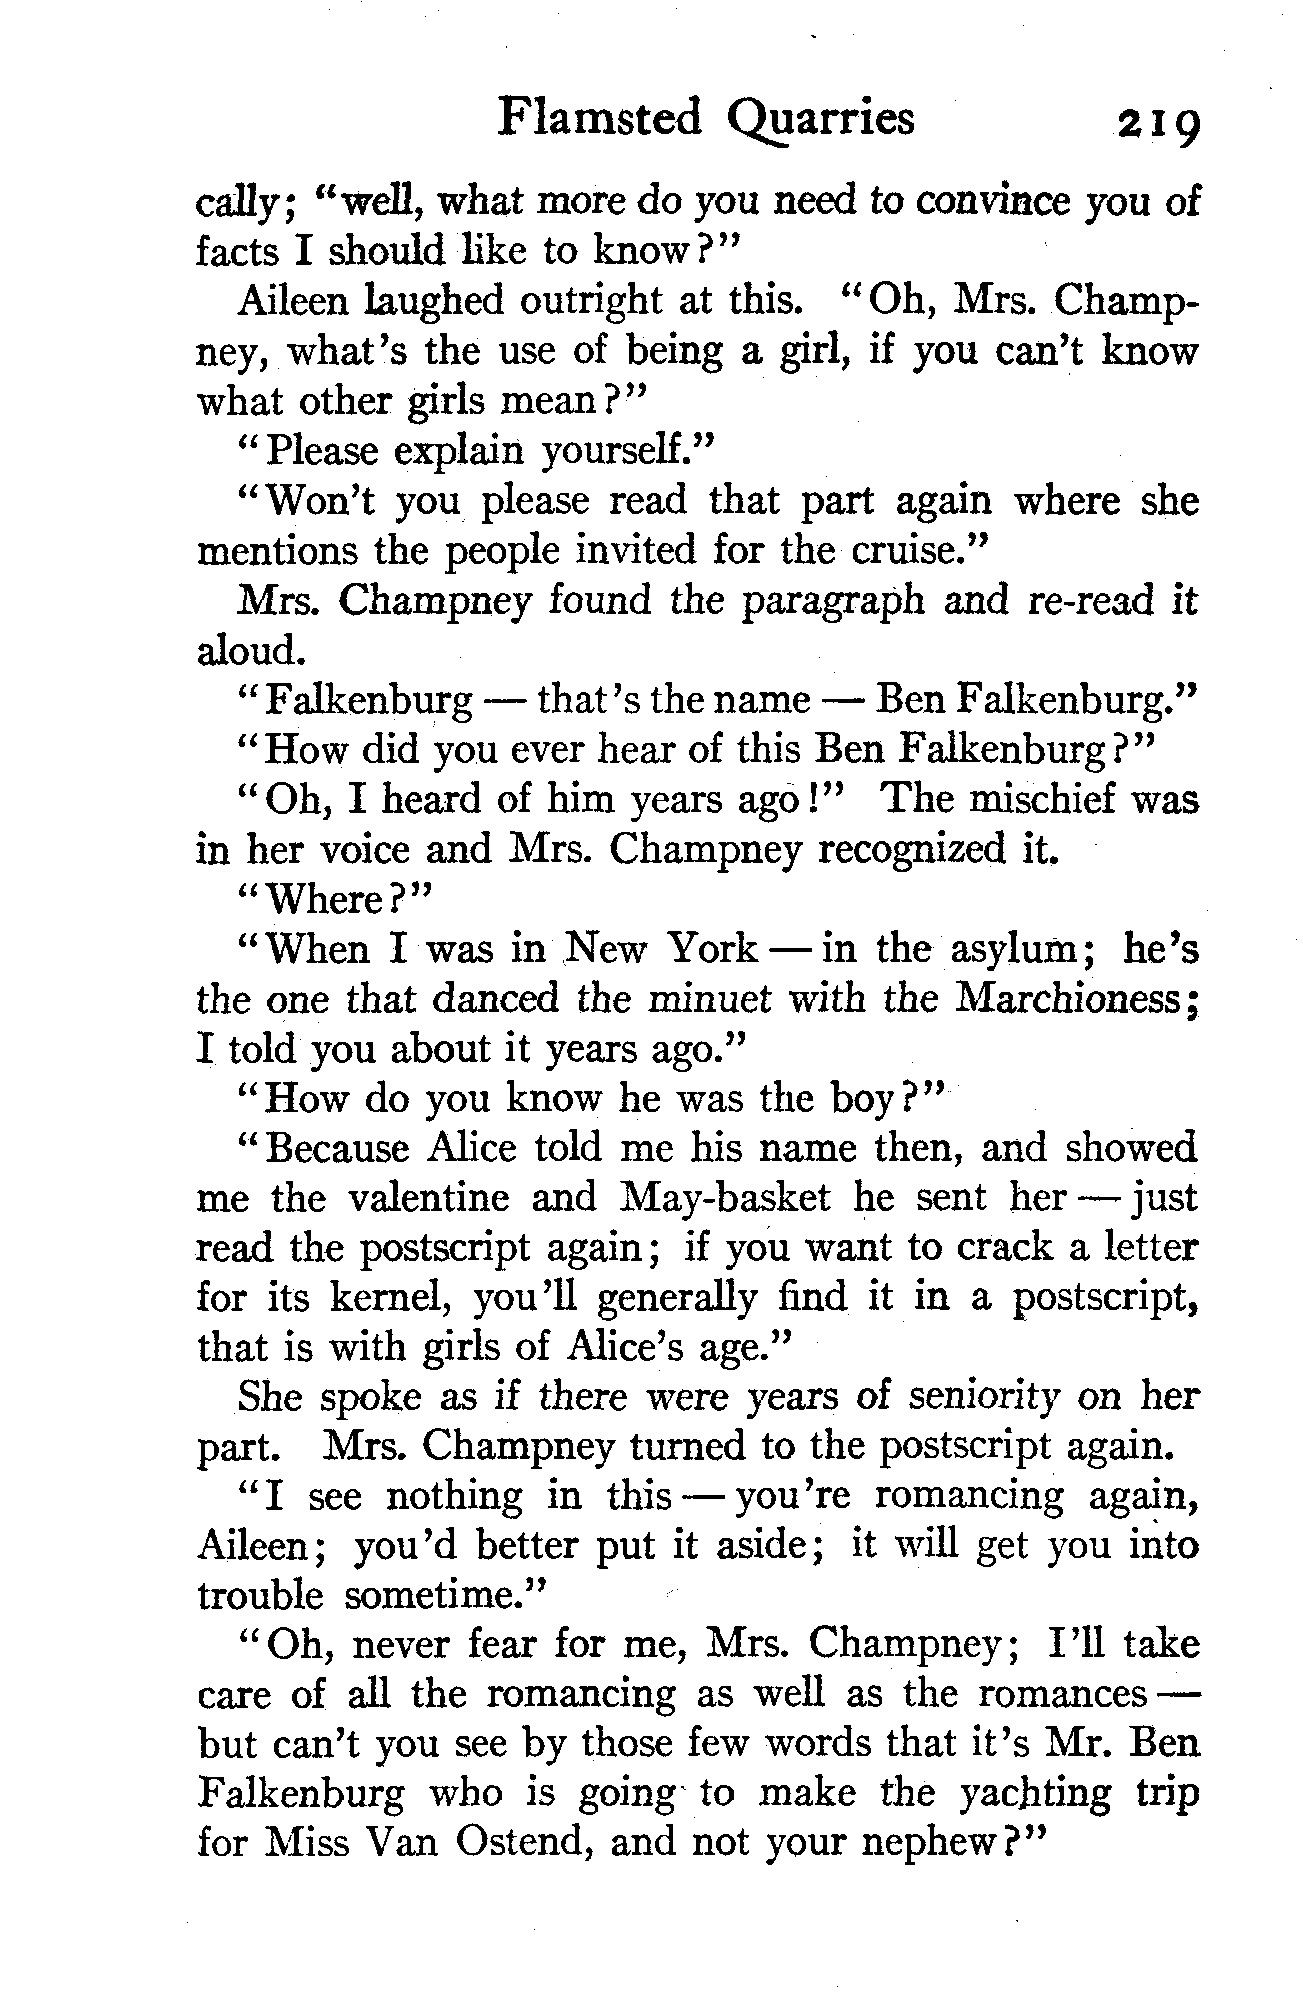 Flamsted Quarries 219
cally; "well, what more do you need to convince you of
facts I should like to know?"
Aileen laughed outright at this. "Oh, Mrs. Champ-
ney, what's the use of being a girl, if you can't know
what other girls mean?"
"Please explain yourself."
"Won't you please read that part again where she
mentions the people invited for the cruise."
Mrs. Champney found the paragraph and re-read it
aloud.
"Falkenburg — that's the name — Ben Falkenburg."
"How did you ever hear of this Ben Falkenburg?"
"Oh, I heard of him years ago!" The mischief was
in her voice and Mrs. Champney recognized it.
"Where?"
"When I was in New York — in the asylum; he's
the one that danced the minuet with the Marchioness;
I told you about it years ago."
"How do you know he was the boy?"
"Because Alice told me his name then, and showed
me the valentine and May-basket he sent her — just
read the postscript again; if you want to crack a letter
for its kernel, you'll generally find it in a postscript,
that is with girls of Alice's age."
She spoke as if there were years of seniority on her
part. Mrs. Champney turned to the postscript again.
"I see nothing in this — you're romancing again,
Aileen; you'd better put it aside; it will get you into
trouble sometime."
"Oh, never fear for me, Mrs. Champney; I'll take
care of all the romancing as well as the romances —
but can't you see by those few words that it's Mr. Ben
Falkenburg who is going to make the yachting trip
for Miss Van Ostend, and not your nephew?"